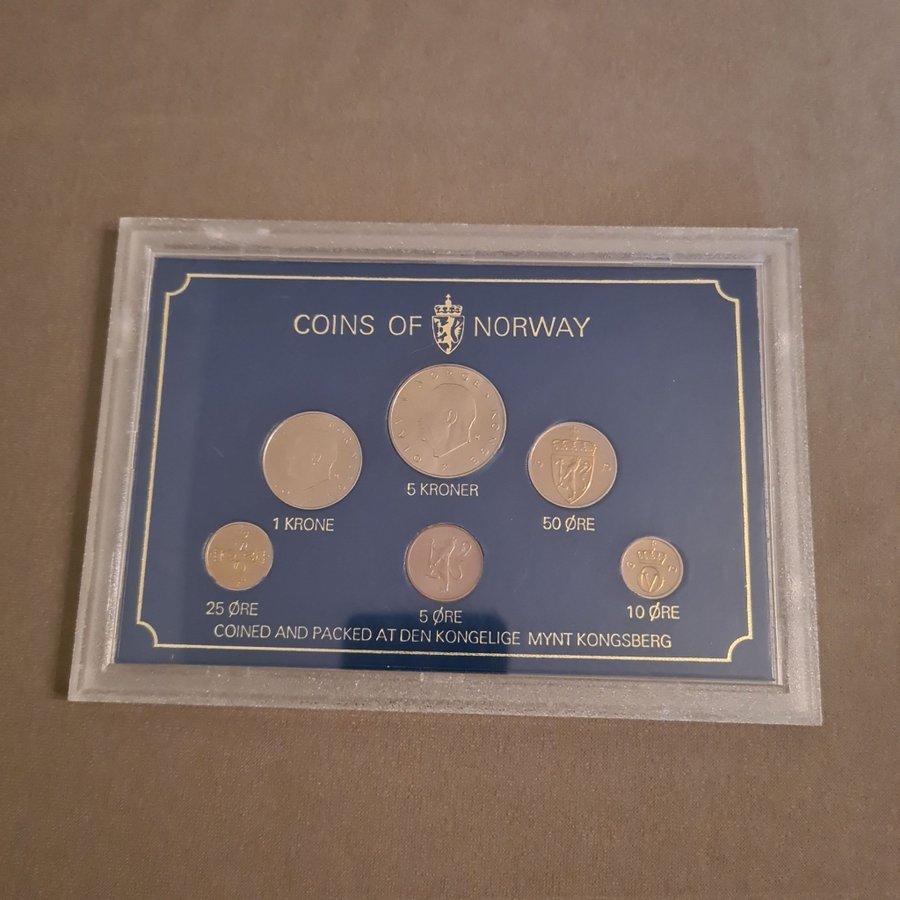 COINS OF NORWAY
5 KRONER
1 KRONE
50 ØRE
25 ØRE
5 ØRE
10 ØRE
COINED AND PACKED AT DEN KONGELIGE MYNT KONGSBERG